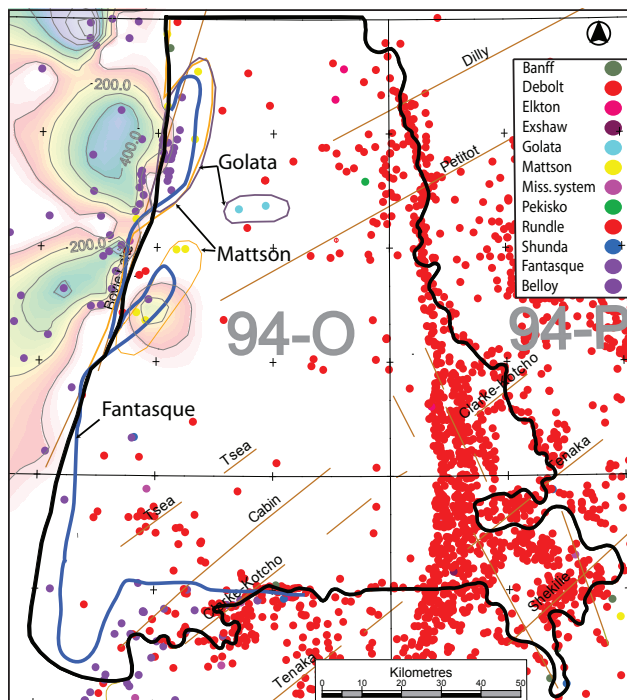 200.0
400.0
200.0
Dilly
Petitot
Golata
Mattson
94-O
94-P
Fantasque
Clarke-Kotcho
Tenaka
Tsea
Tsea
Cabin
Clarke-Kotcho
Shekilie
Tenaka
Banff
Debolt
Elkton
Exshaw
Golata
Mattson
Miss. system
Pekisko
Rundle
Shunda
Fantasque
Belloy
Kilometres
0 10 20 30 40 50